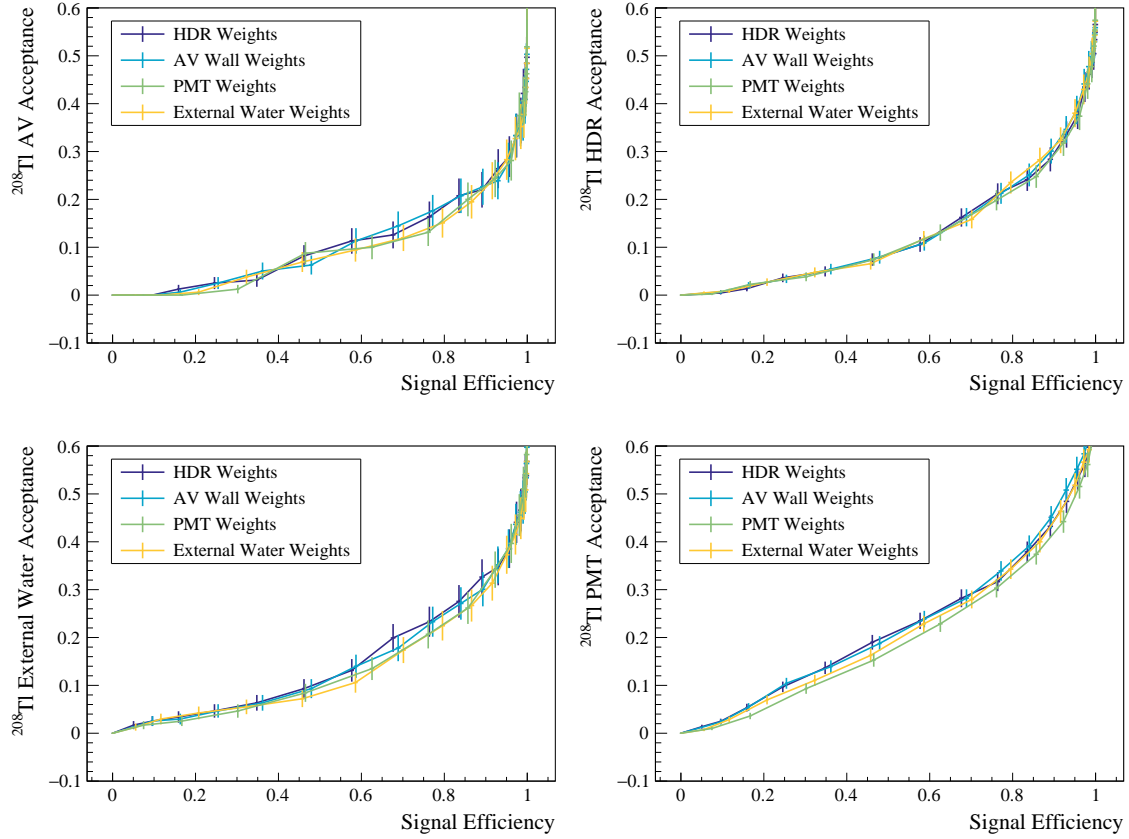 0.6
0.5
0.4
0.3
0.2
0.1
0
−0.1
²⁰⁸Tl AV Acceptance
HDR Weights
AV Wall Weights
PMT Weights
External Water Weights
0 0.2 0.4 0.6 0.8 1
Signal Efficiency
0.6
0.5
0.4
0.3
0.2
0.1
0
−0.1
²⁰⁸Tl HDR Acceptance
HDR Weights
AV Wall Weights
PMT Weights
External Water Weights
0 0.2 0.4 0.6 0.8 1
Signal Efficiency
0.6
0.5
0.4
0.3
0.2
0.1
0
−0.1
²⁰⁸Tl External Water Acceptance
HDR Weights
AV Wall Weights
PMT Weights
External Water Weights
0 0.2 0.4 0.6 0.8 1
Signal Efficiency
0.6
0.5
0.4
0.3
0.2
0.1
0
−0.1
²⁰⁸Tl PMT Acceptance
HDR Weights
AV Wall Weights
PMT Weights
External Water Weights
0 0.2 0.4 0.6 0.8 1
Signal Efficiency